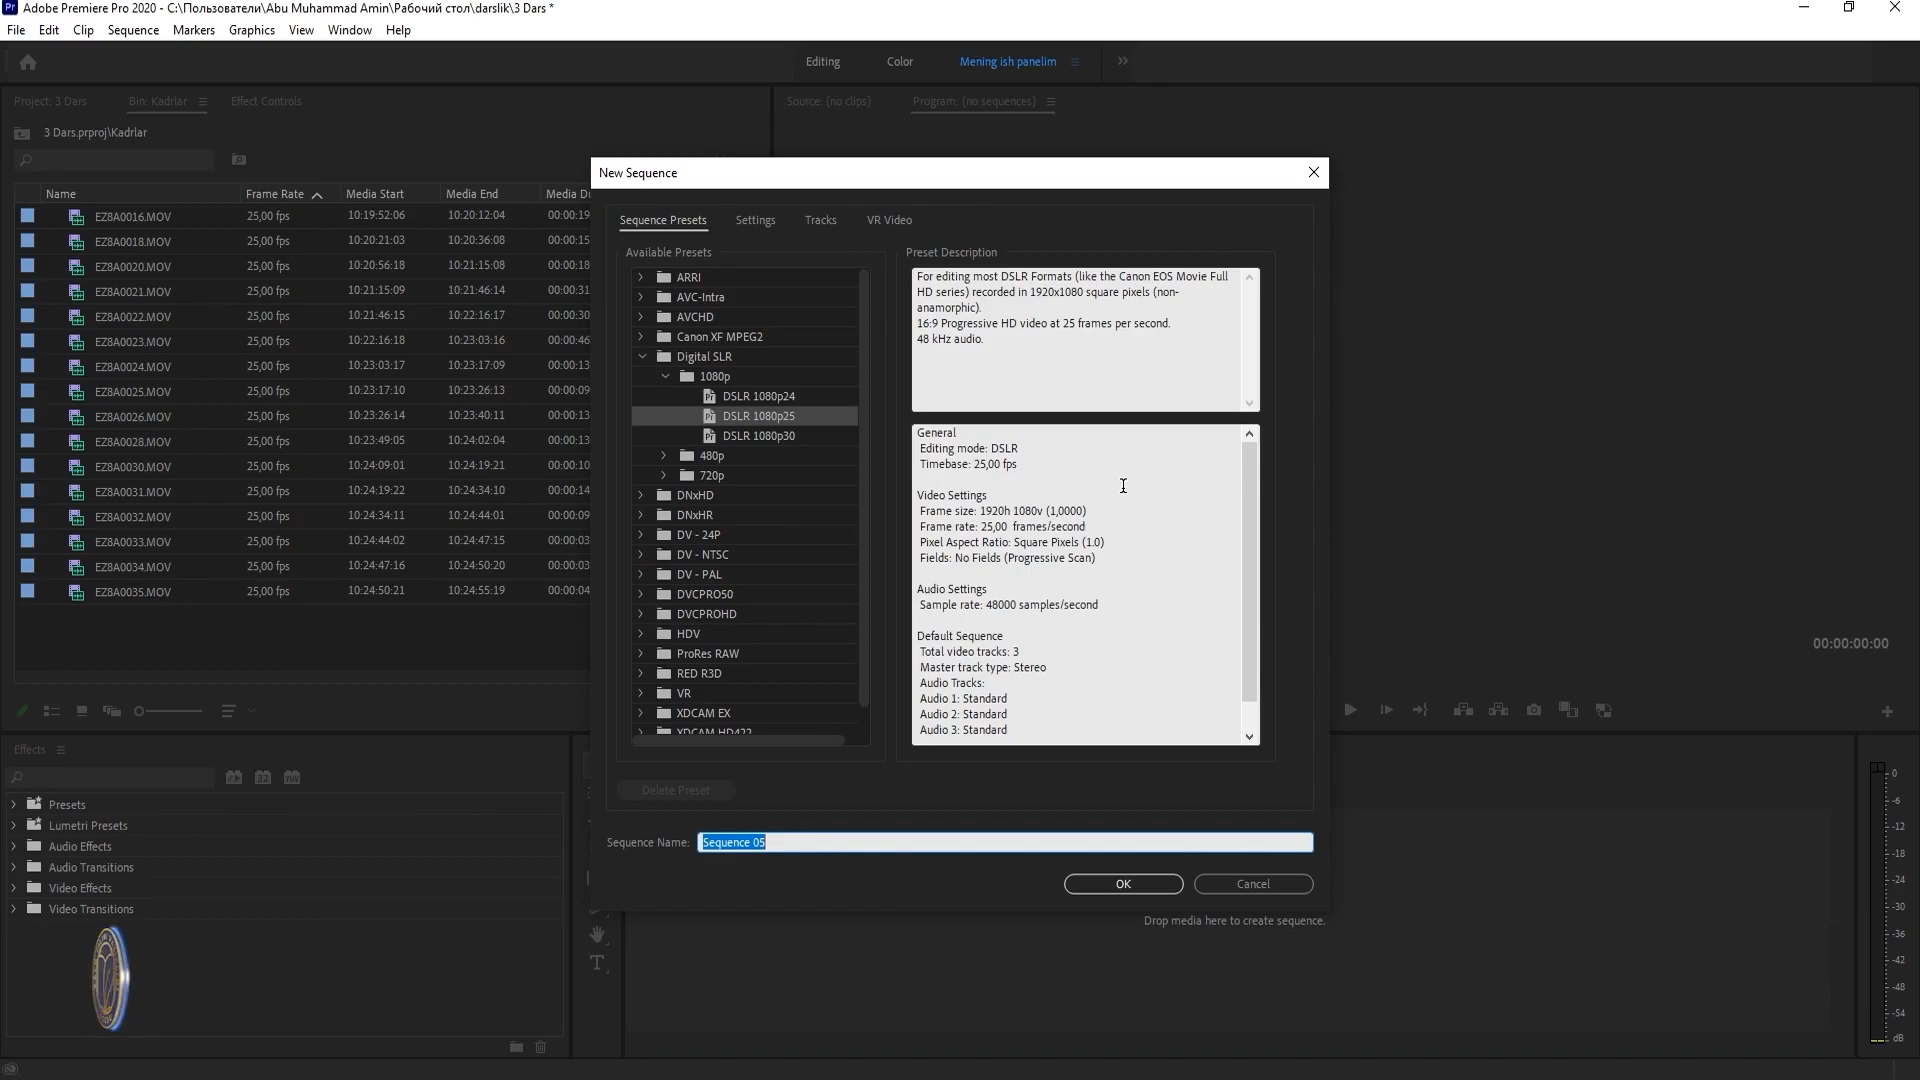 Adobe Premiere Pro 2020 - C:\Пользователи\Abu Muhammad Amin\Рабочий стол\darslik\3 Dars *
File Edit Clip Sequence Markers Graphics View Window Help
Editing Color Mening ish panelim
Project: 3 Dars Bin: Kadrlar Effect Controls
Source: (no clips) Program: (no sequences)
3 Dars.prproj\Kadrlar
Name Frame Rate Media Start Media End Media D
EZ8A0016.MOV 25,00 fps 10:19:52:06 10:20:12:04 00:00:19
EZ8A0018.MOV 25,00 fps 10:20:21:03 10:20:36:08 00:00:15
EZ8A0020.MOV 25,00 fps 10:20:56:18 10:21:15:08 00:00:18
EZ8A0021.MOV 25,00 fps 10:21:15:09 10:21:46:14 00:00:31
EZ8A0022.MOV 25,00 fps 10:21:46:15 10:22:16:17 00:00:30
EZ8A0023.MOV 25,00 fps 10:22:16:18 10:23:03:16 00:00:46
EZ8A0024.MOV 25,00 fps 10:23:03:17 10:23:17:09 00:00:13
EZ8A0025.MOV 25,00 fps 10:23:17:10 10:23:26:13 00:00:09
EZ8A0026.MOV 25,00 fps 10:23:26:14 10:23:40:11 00:00:13
EZ8A0028.MOV 25,00 fps 10:23:49:05 10:24:02:04 00:00:13
EZ8A0030.MOV 25,00 fps 10:24:09:01 10:24:19:21 00:00:10
EZ8A0031.MOV 25,00 fps 10:24:19:22 10:24:34:10 00:00:14
EZ8A0032.MOV 25,00 fps 10:24:34:11 10:24:44:01 00:00:09
EZ8A0033.MOV 25,00 fps 10:24:44:02 10:24:47:15 00:00:03
EZ8A0034.MOV 25,00 fps 10:24:47:16 10:24:50:20 00:00:03
EZ8A0035.MOV 25,00 fps 10:24:50:21 10:24:55:19 00:00:04
New Sequence
Sequence Presets Settings Tracks VR Video
Available Presets
ARRI
AVC-Intra
AVCHD
Canon XF MPEG2
Digital SLR
1080p
DSLR 1080p24
DSLR 1080p25
DSLR 1080p30
480p
720p
DNxHD
DNxHR
DV - 24P
DV - NTSC
DV - PAL
DVCPRO50
DVCPROHD
HDV
ProRes RAW
RED R3D
VR
XDCAM EX
XDCAM HD422
Preset Description
For editing most DSLR Formats (like the Canon EOS Movie Full
HD series) recorded in 1920x1080 square pixels (non-
anamorphic).
16:9 Progressive HD video at 25 frames per second.
48 kHz audio.
General
Editing mode: DSLR
Timebase: 25,00 fps
Video Settings
Frame size: 1920h 1080v (1,0000)
Frame rate: 25,00 frames/second
Pixel Aspect Ratio: Square Pixels (1.0)
Fields: No Fields (Progressive Scan)
Audio Settings
Sample rate: 48000 samples/second
Default Sequence
Total video tracks: 3
Master track type: Stereo
Audio Tracks:
Audio 1: Standard
Audio 2: Standard
Audio 3: Standard
Delete Preset
Sequence Name: Sequence 05
OK Cancel
00:00:00:00
Effects
Presets
Lumetri Presets
Audio Effects
Audio Transitions
Video Effects
Video Transitions
Drop media here to create sequence.
0
-6
-12
-18
-24
-30
-36
-42
-48
-54
dB